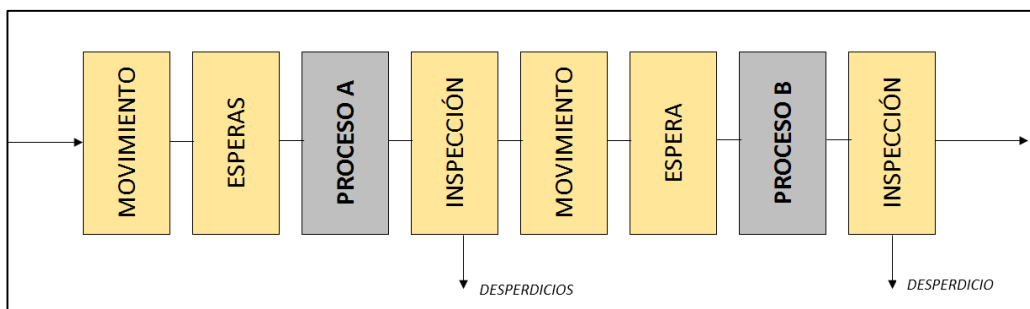 MOVIMIENTO
ESPERAS
PROCESO A
INSPECCIÓN
MOVIMIENTO
ESPERA
PROCESO B
INSPECCIÓN
DESPERDICIOS
DESPERDICIO